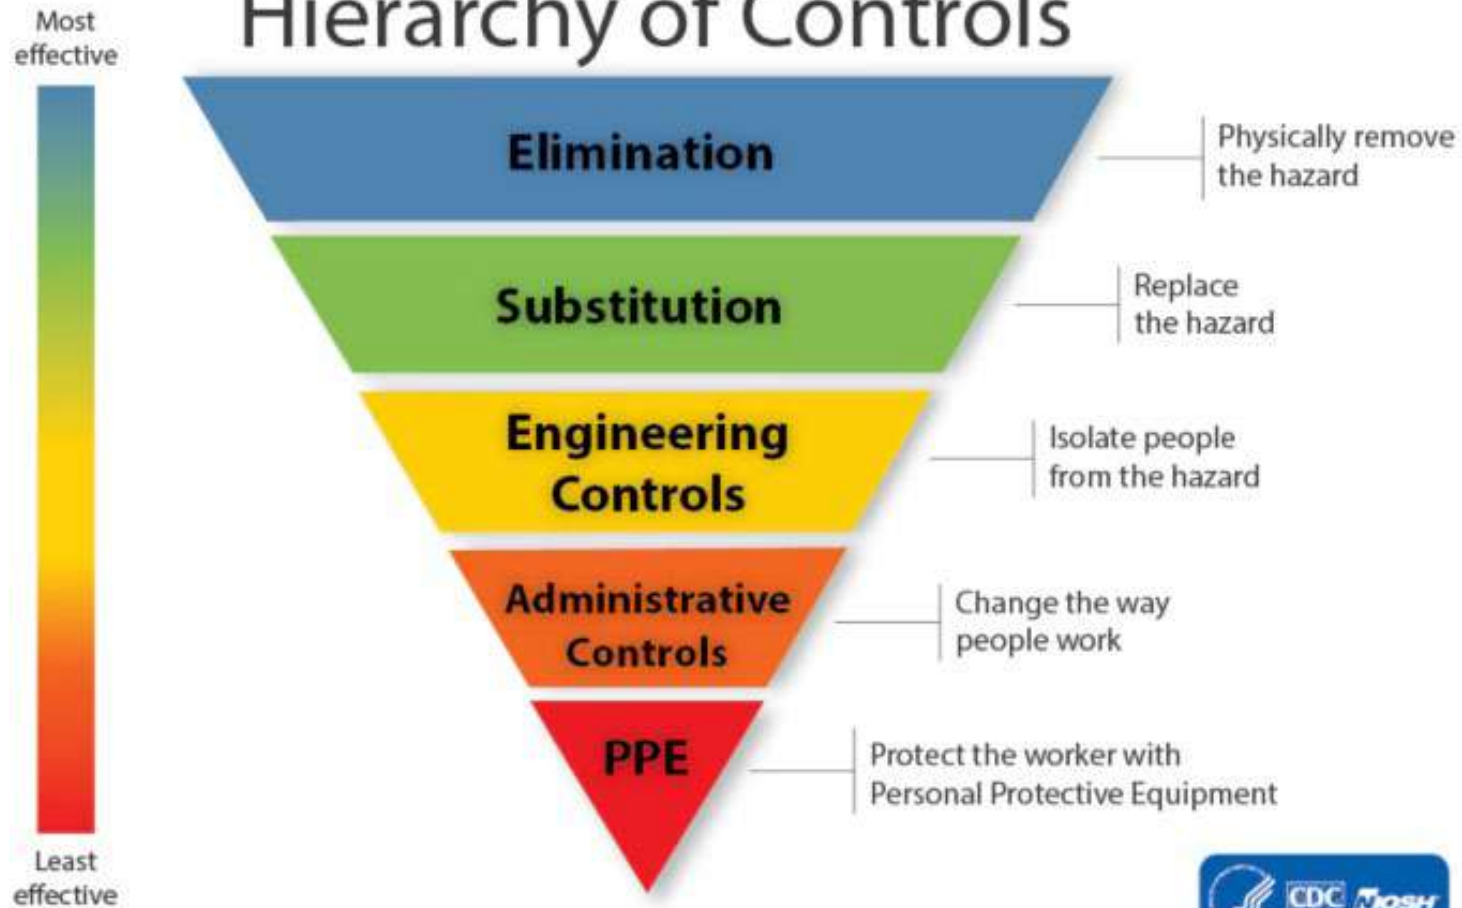 Hierarchy of Controls
Most
effective
Elimination
Physically remove
the hazard
Substitution
Replace
the hazard
Engineering
Controls
Isolate people
from the hazard
Administrative
Controls
Change the way
people work
PPE
Protect the worker with
Personal Protective Equipment
Least
effective
CDC NIOSH